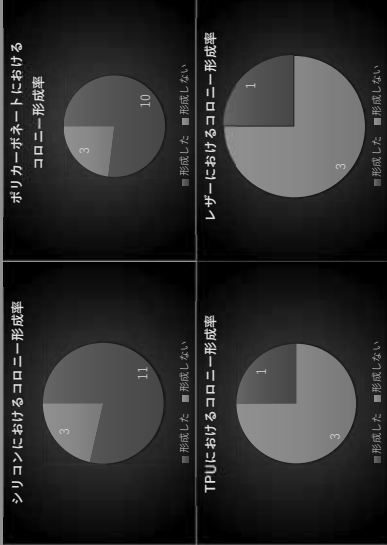 シリコンにおけるコロニー形成率
3
11
形成した 形成しない
ポリカーボネートにおける
コロニー形成率
3
10
形成した 形成しない
TPUにおけるコロニー形成率
1
3
形成した 形成しない
レザーにおけるコロニー形成率
1
3
形成した 形成しない